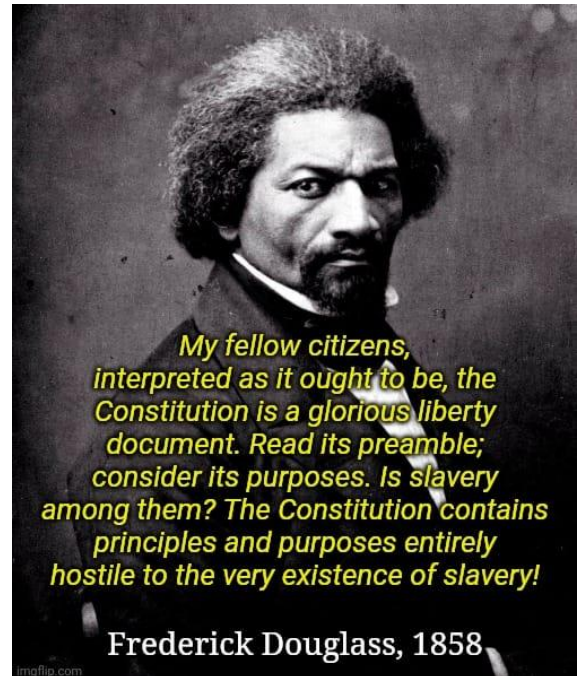 My fellow citizens,
interpreted as it ought to be, the
Constitution is a glorious liberty
document. Read its preamble;
consider its purposes. Is slavery
among them? The Constitution contains
principles and purposes entirely
hostile to the very existence of slavery!
Frederick Douglass, 1858
imgflip.com